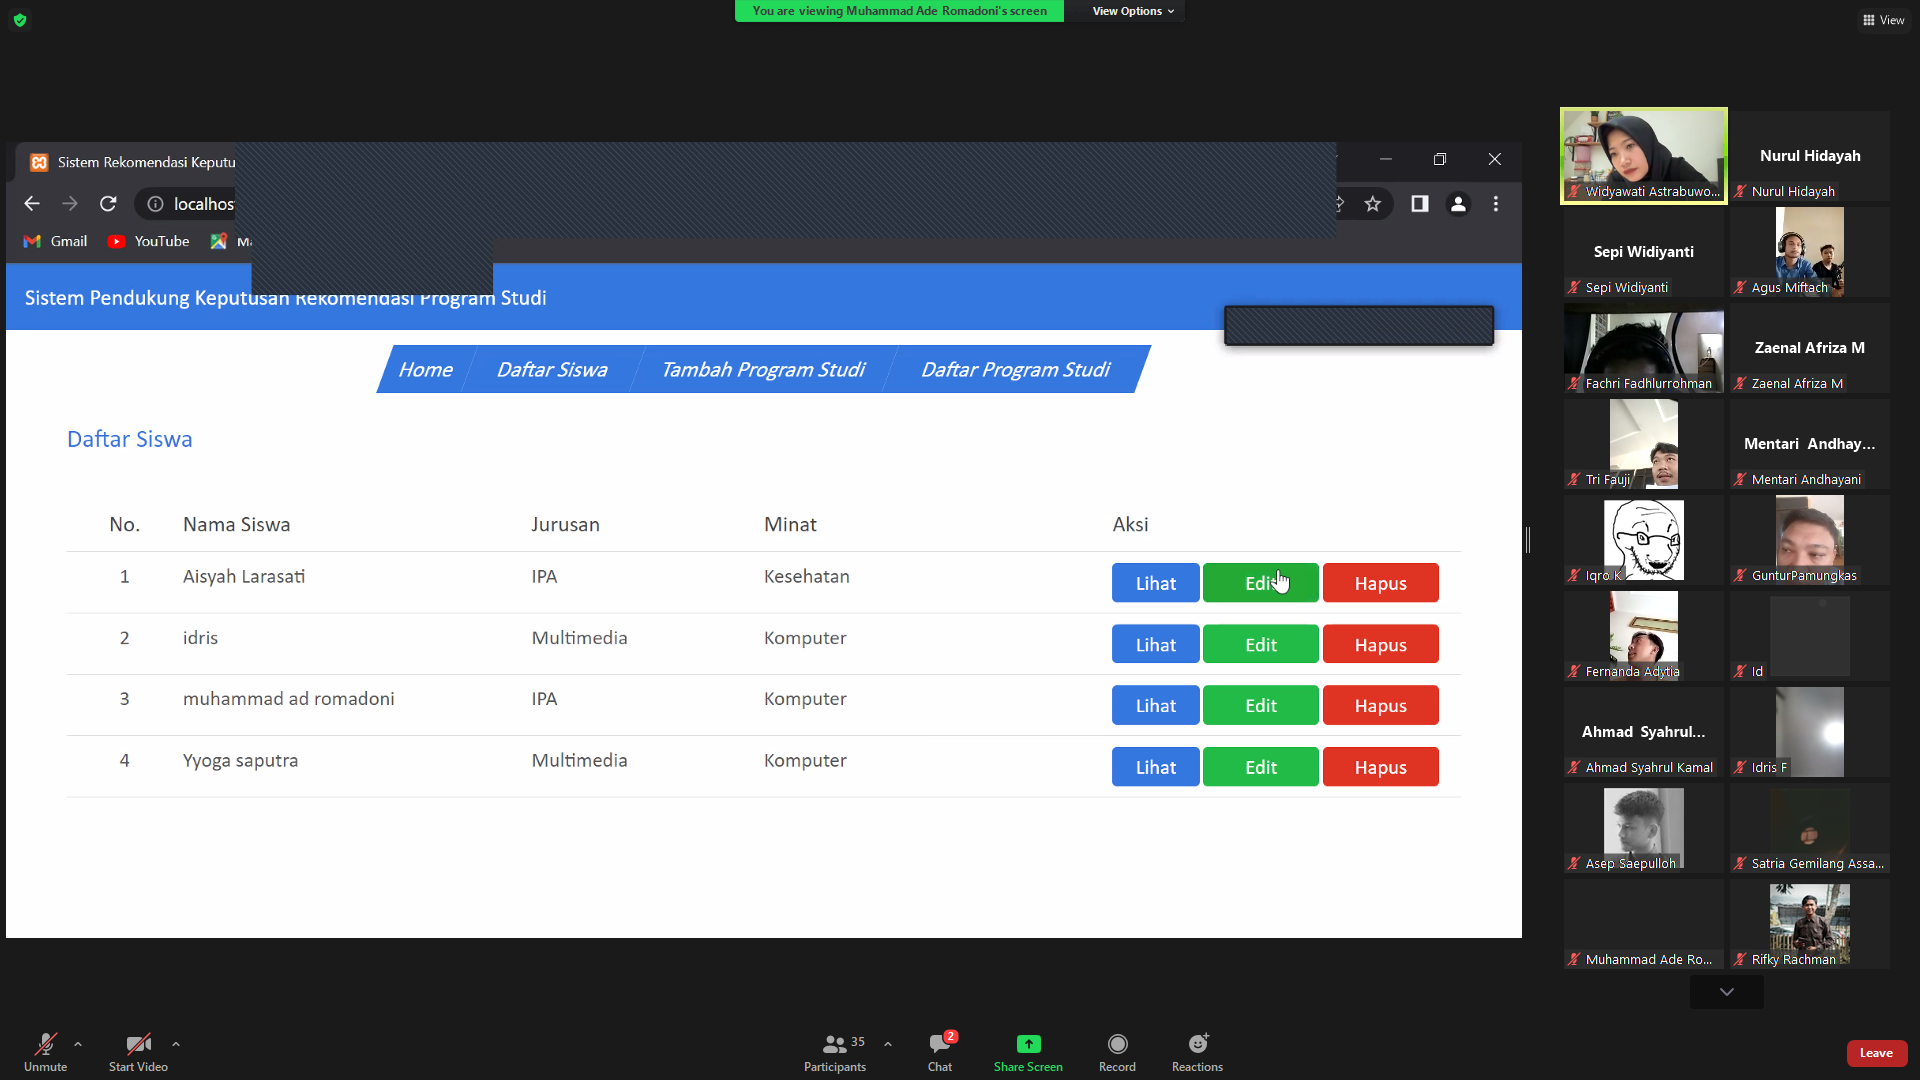 You are viewing Muhammad Ade Romadoni's screen
View Options
View
Sistem Rekomendasi Keputu
localhos
Gmail
YouTube
Sistem Pendukung Keputusan Rekomendasi Program Studi
Home
Daftar Siswa
Tambah Program Studi
Daftar Program Studi
Daftar Siswa
No. Nama Siswa Jurusan Minat Aksi
1 Aisyah Larasati IPA Kesehatan Lihat Edit Hapus
2 idris Multimedia Komputer Lihat Edit Hapus
3 muhammad ad romadoni IPA Komputer Lihat Edit Hapus
4 Yyoga saputra Multimedia Komputer Lihat Edit Hapus
Widyawati Astrabuwo...
Nurul Hidayah
Nurul Hidayah
Sepi Widiyanti
Sepi Widiyanti
Agus Miftach
Fachri Fadhlurrohman
Zaenal Afriza M
Zaenal Afriza M
Tri Fauji
Mentari Andhay...
Mentari Andhayani
Iqro K
GunturPamungkas
Fernanda Adytia
Id
Ahmad Syahrul...
Ahmad Syahrul Kamal
Idris F
Asep Saepulloh
Satria Gemilang Assa...
Muhammad Ade Ro...
Rifky Rachman
Unmute
Start Video
Participants 35
Chat 2
Share Screen
Record
Reactions
Leave